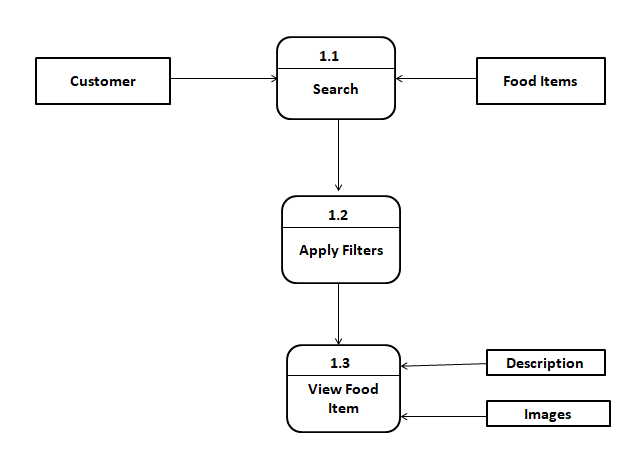 1.1
Customer
Search
Food Items
1.2
Apply Filters
1.3
View Food
Item
Description
Images